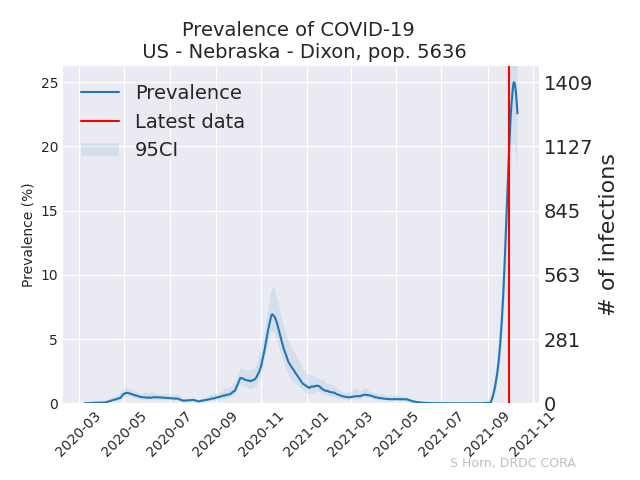 Prevalence of COVID-19
US - Nebraska - Dixon, pop. 5636
Prevalence
Latest data
95CI
Prevalence (%)
25
20
15
10
5
0
1409
1127
845
563
281
0
# of infections
2020-03
2020-05
2020-07
2020-09
2020-11
2021-01
2021-03
2021-05
2021-07
2021-09
2021-11
S Horn, DRDC CORA